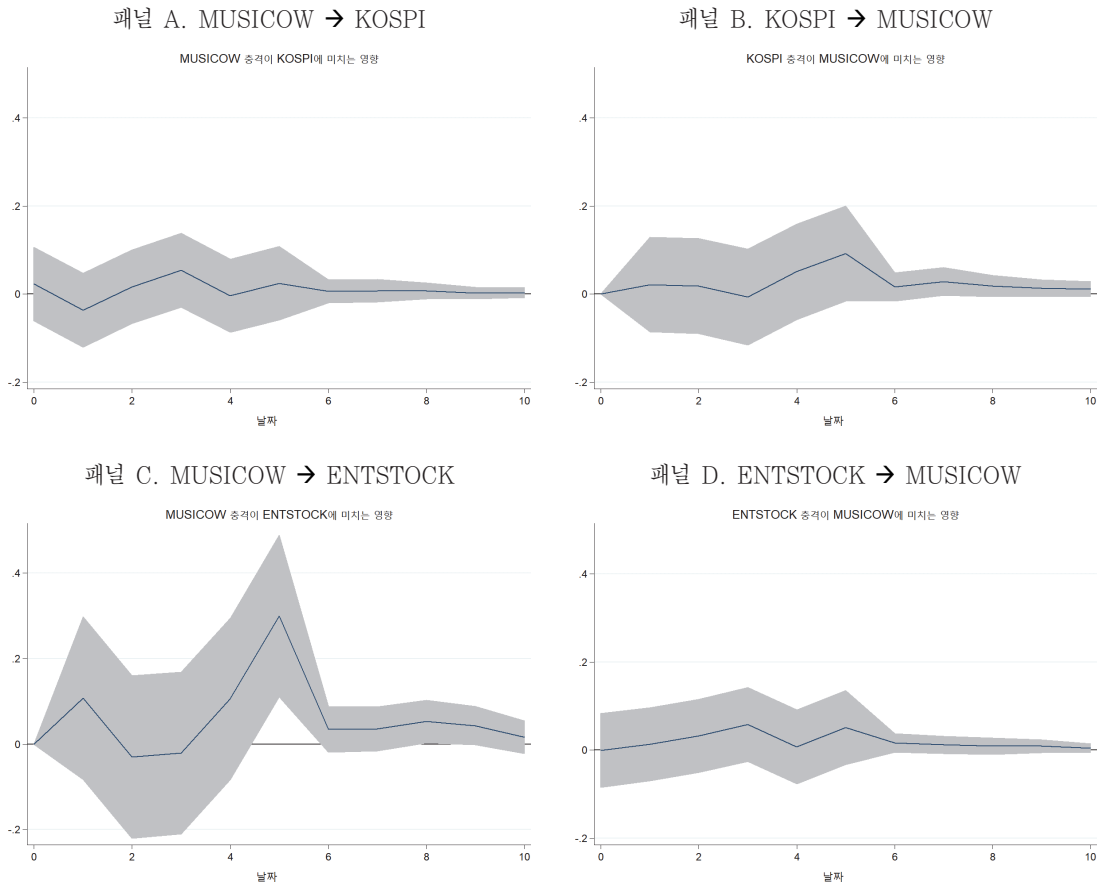 패널 A. MUSICOW → KOSPI
MUSICOW 충격이 KOSPI에 미치는 영향
.4
.2
0
-.2
0 2 4 6 8 10
날짜
패널 B. KOSPI → MUSICOW
KOSPI 충격이 MUSICOW에 미치는 영향
.4
.2
0
-.2
0 2 4 6 8 10
날짜
패널 C. MUSICOW → ENTSTOCK
MUSICOW 충격이 ENTSTOCK에 미치는 영향
.4
.2
0
-.2
0 2 4 6 8 10
날짜
패널 D. ENTSTOCK → MUSICOW
ENTSTOCK 충격이 MUSICOW에 미치는 영향
.4
.2
0
-.2
0 2 4 6 8 10
날짜